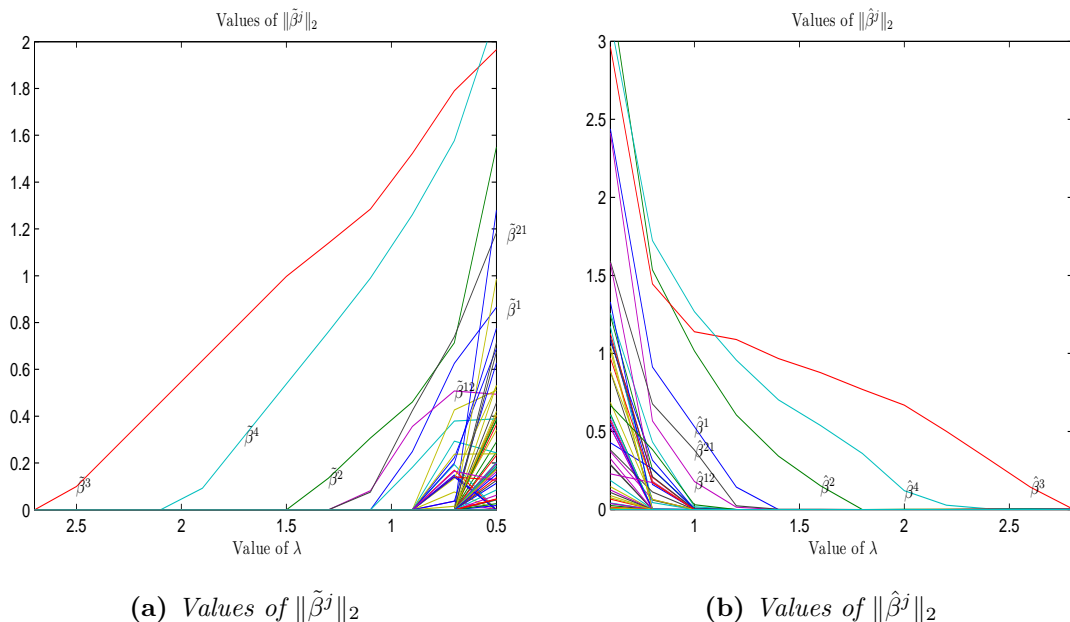 Values of ‖β̃ʲ‖₂
2
1.8
1.6
1.4
1.2
1
0.8
0.6
0.4
0.2
0
2.5
2
1.5
1
0.5
Value of λ
β̃³
β̃⁴
β̃²
β̃¹²
β̃²¹
β̃¹
(a) Values of ‖β̃ʲ‖₂
Values of ‖β̂ʲ‖₂
3
2.5
2
1.5
1
0.5
0
1
1.5
2
2.5
Value of λ
β̂¹
β̂²¹
β̂¹²
β̂²
β̂⁴
β̂³
(b) Values of ‖β̂ʲ‖₂